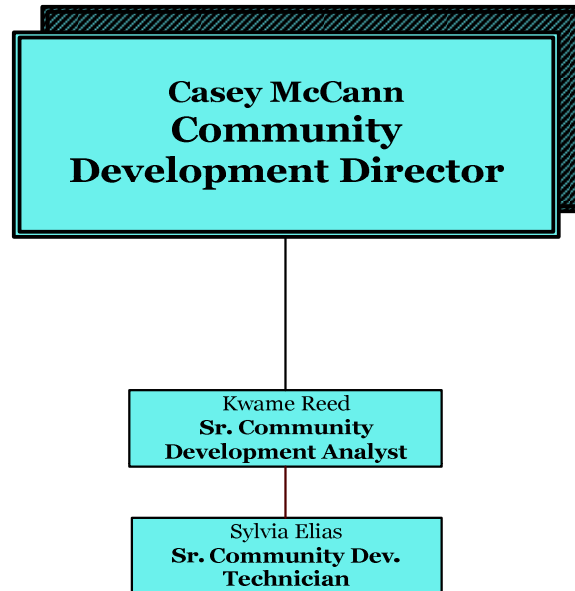 Casey McCann
Community
Development Director
Kwame Reed
Sr. Community
Development Analyst
Sylvia Elias
Sr. Community Dev.
Technician